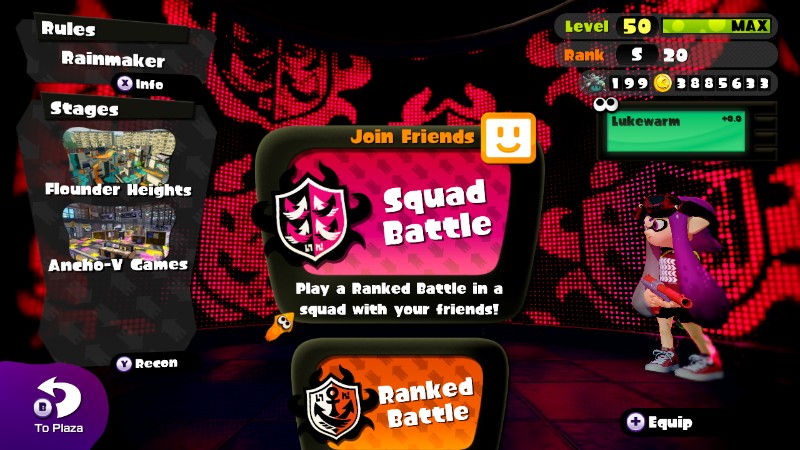 Rules
Rainmaker
X Info
Stages
Flounder Heights
Ancho-V Games
Y Recon
B
To Plaza
Join Friends
Squad
Battle
Play a Ranked Battle in a
squad with your friends!
Ranked
Battle
Level 50 MAX
Rank S 20
199 3885633
Lukewarm +0.0
+ Equip